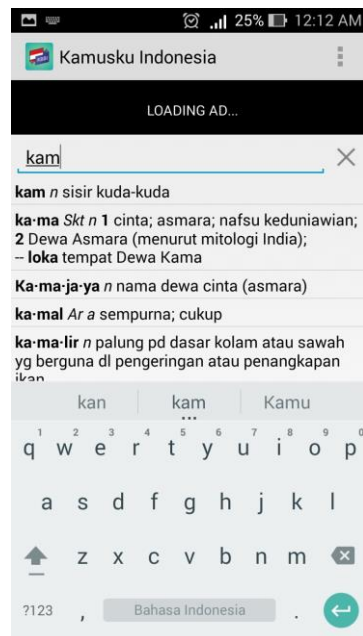 25% 12:12 AM
Kamusku Indonesia
LOADING AD...
kam
kam n sisir kuda-kuda
ka·ma Skt n 1 cinta; asmara; nafsu keduniawian;
2 Dewa Asmara (menurut mitologi India);
-- loka tempat Dewa Kama
Ka·ma·ja·ya n nama dewa cinta (asmara)
ka·mal Ar a sempurna; cukup
ka·ma·lir n palung pd dasar kolam atau sawah
yg berguna dl pengeringan atau penangkapan
ikan
kan kam Kamu
1 2 3 4 5 6 7 8 9 0
q w e r t y u i o p
a s d f g h j k l
z x c v b n m
?123 , Bahasa Indonesia .